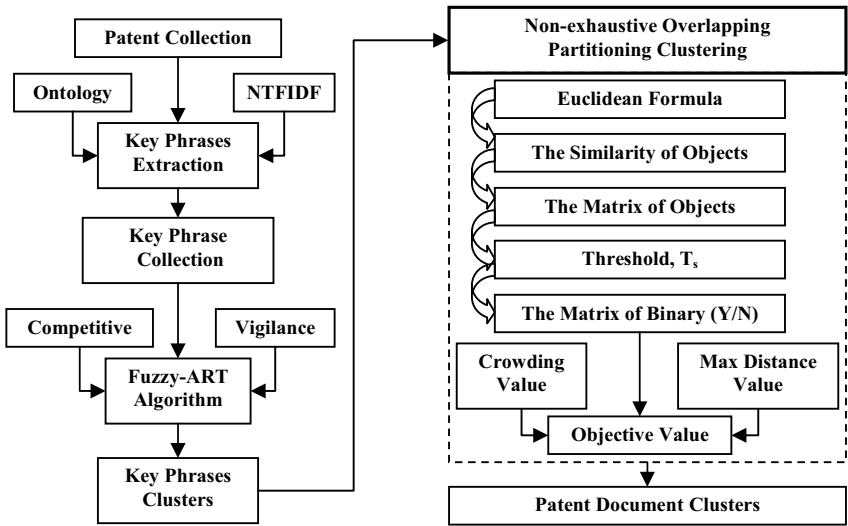 Patent Collection
Ontology
NTFIDF
Key Phrases
Extraction
Key Phrase
Collection
Competitive
Vigilance
Fuzzy-ART
Algorithm
Key Phrases
Clusters
Non-exhaustive Overlapping
Partitioning Clustering
Euclidean Formula
The Similarity of Objects
The Matrix of Objects
Threshold, Ts
The Matrix of Binary (Y/N)
Crowding
Value
Max Distance
Value
Objective Value
Patent Document Clusters